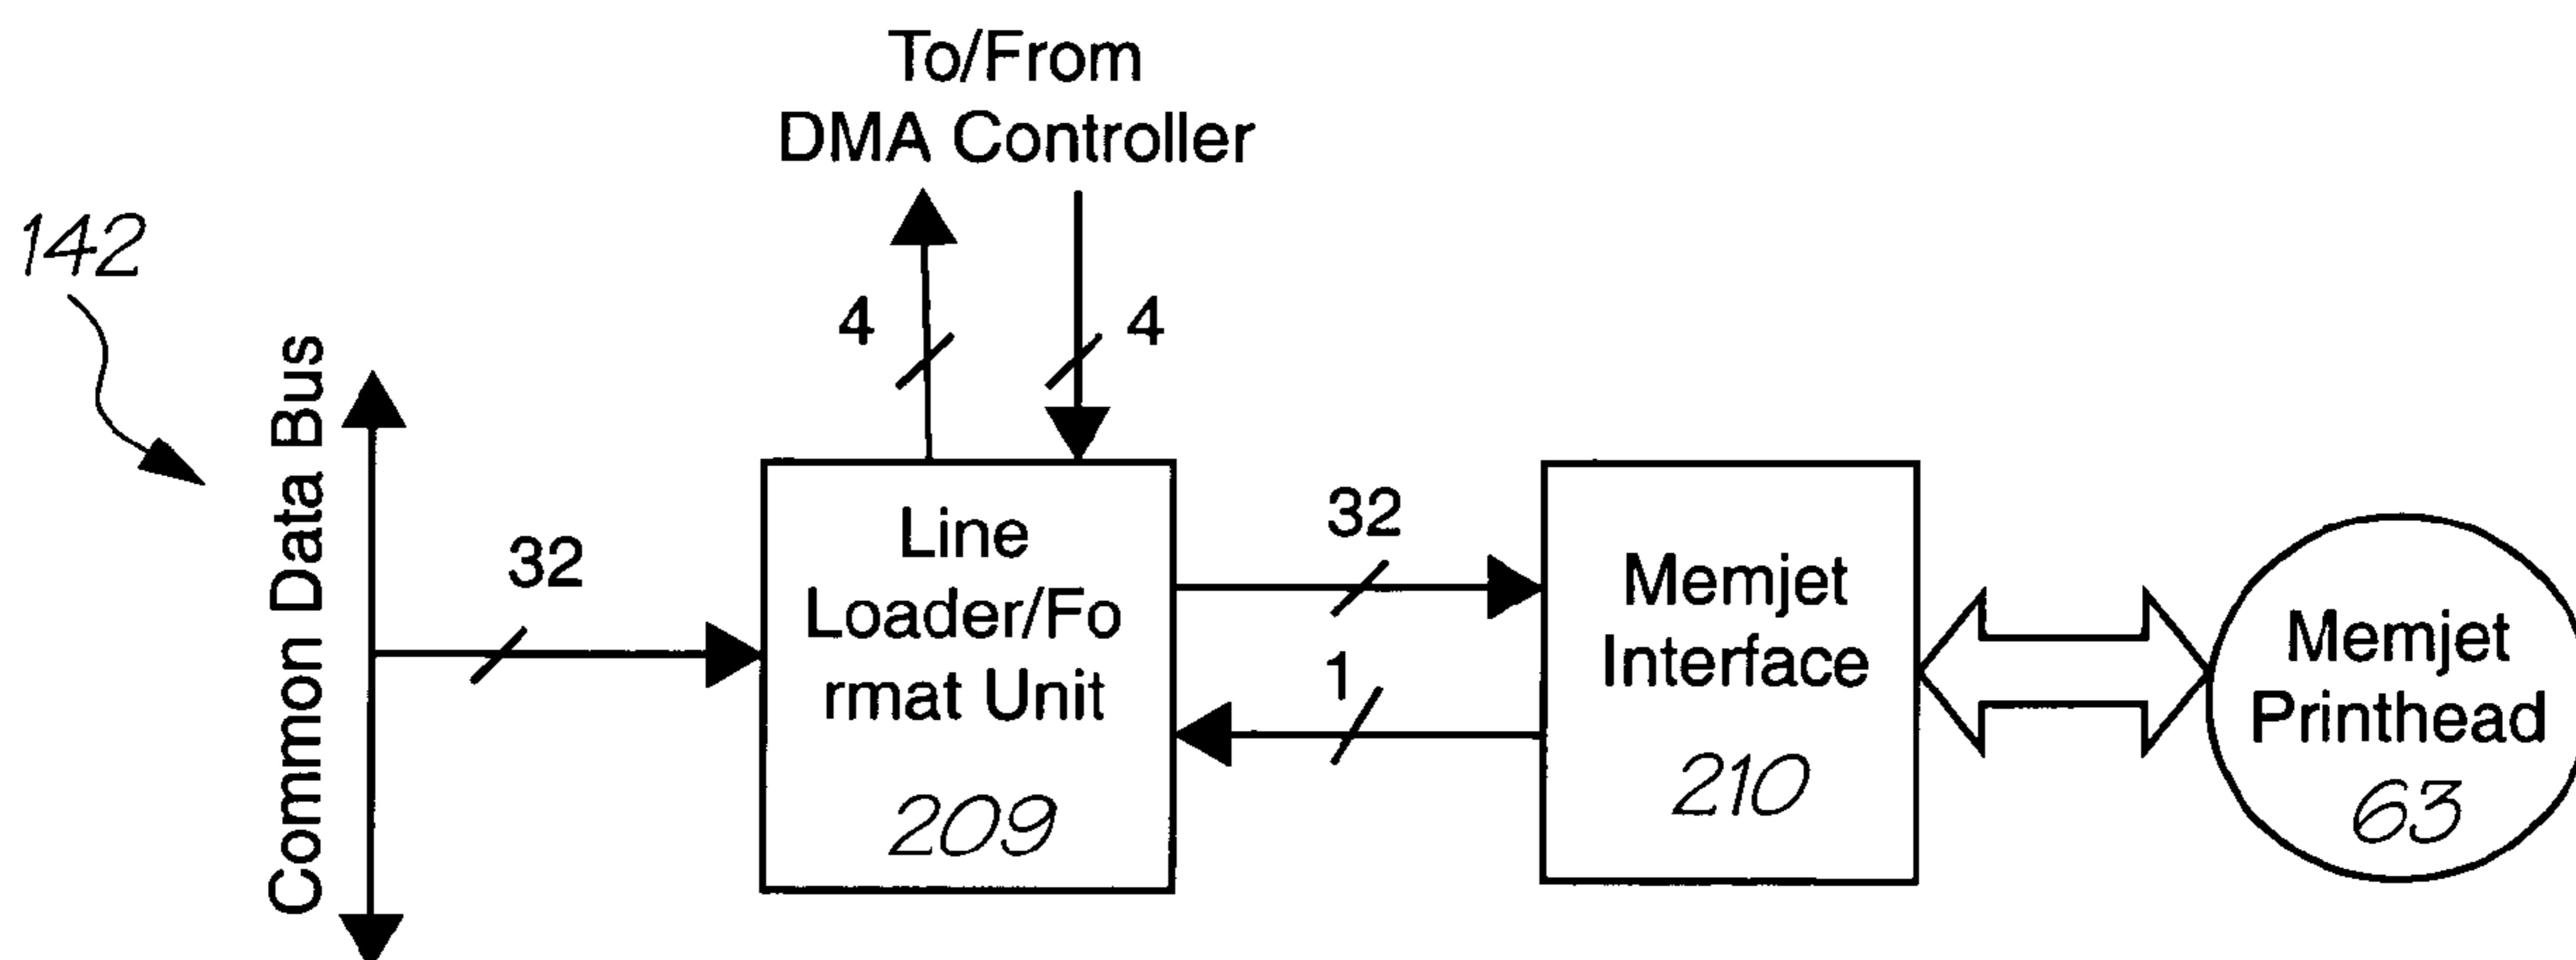 To/From
DMA Controller
142
4
4
Common Data Bus
32
Line
Loader/Fo
rmat Unit
209
32
1
Memjet
Interface
210
Memjet
Printhead
63